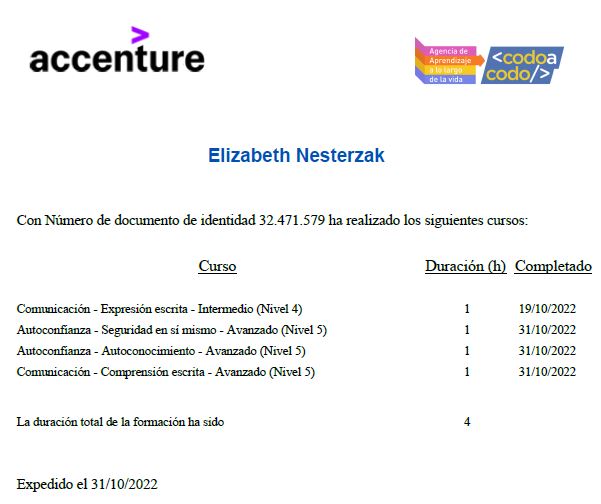 accenture
Agencia de
Aprendizaje
a lo largo
de la vida
<codoa
codo/>
Elizabeth Nesterzak
Con Número de documento de identidad 32.471.579 ha realizado los siguientes cursos:
Curso Duración (h) Completado
Comunicación - Expresión escrita - Intermedio (Nivel 4) 1 19/10/2022
Autoconfianza - Seguridad en sí mismo - Avanzado (Nivel 5) 1 31/10/2022
Autoconfianza - Autoconocimiento - Avanzado (Nivel 5) 1 31/10/2022
Comunicación - Comprensión escrita - Avanzado (Nivel 5) 1 31/10/2022
La duración total de la formación ha sido 4
Expedido el 31/10/2022